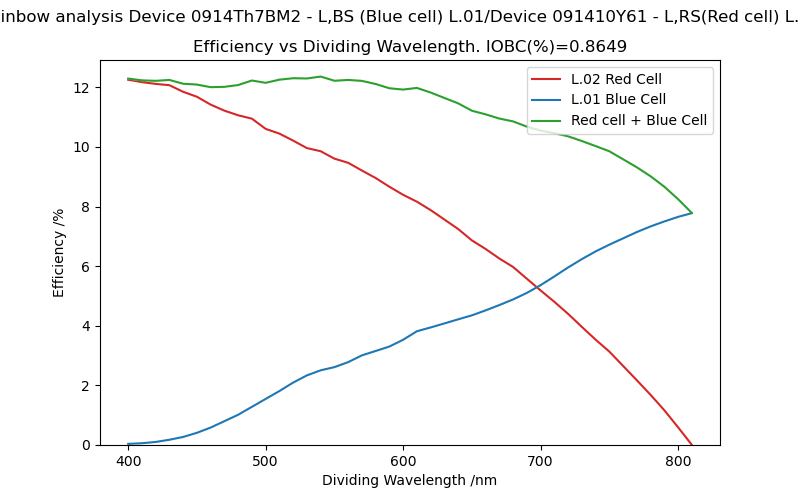 inbow analysis Device 0914Th7BM2 - L,BS (Blue cell) L.01/Device 091410Y61 - L,RS(Red cell) L.
Efficiency vs Dividing Wavelength. IOBC(%)=0.8649
L.02 Red Cell
L.01 Blue Cell
Red cell + Blue Cell
Efficiency /%
12
10
8
6
4
2
0
400 500 600 700 800
Dividing Wavelength /nm